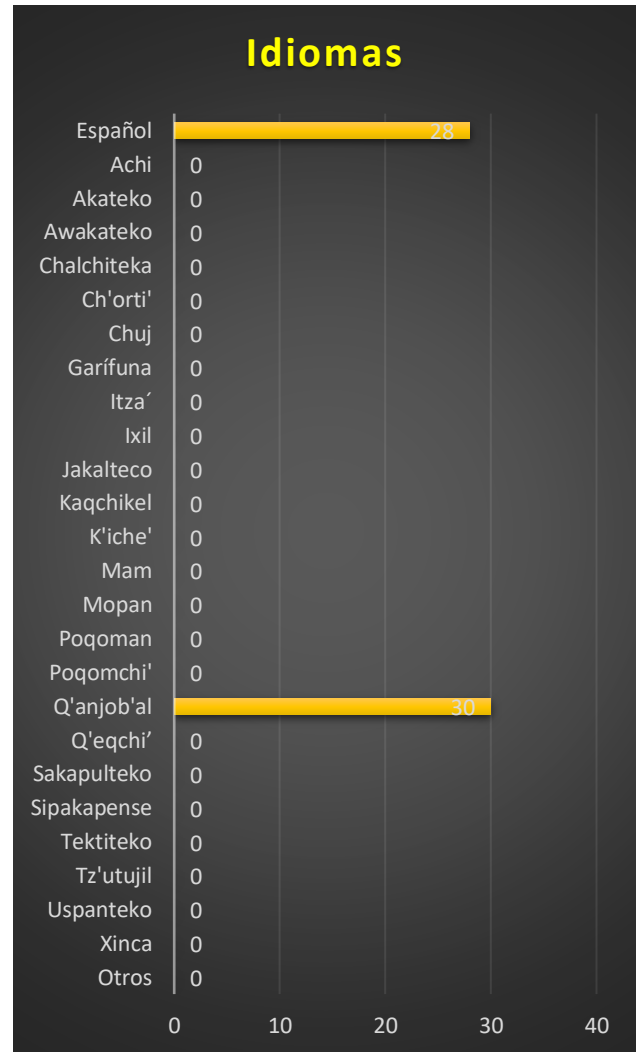 Idiomas
Español 28
Achi 0
Akateko 0
Awakateko 0
Chalchiteka 0
Ch'orti' 0
Chuj 0
Garífuna 0
Itza´ 0
Ixil 0
Jakalteco 0
Kaqchikel 0
K'iche' 0
Mam 0
Mopan 0
Poqoman 0
Poqomchi' 0
Q'anjob'al 30
Q'eqchi’ 0
Sakapulteko 0
Sipakapense 0
Tektiteko 0
Tz'utujil 0
Uspanteko 0
Xinca 0
Otros 0
0 10 20 30 40